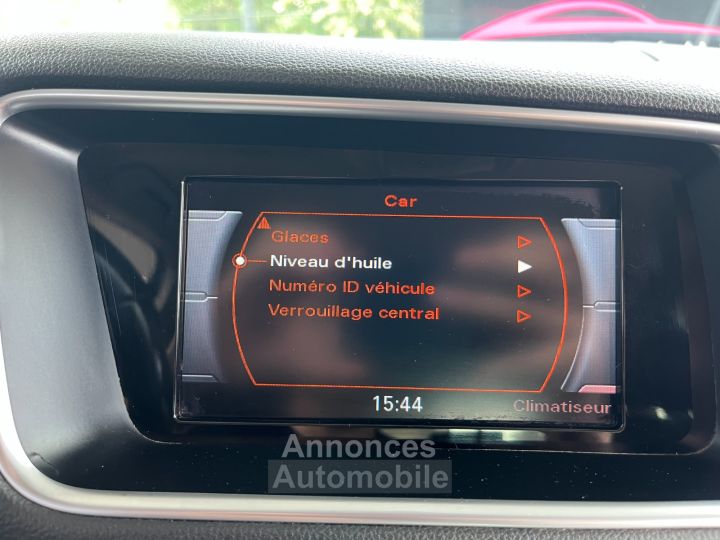 Car
Glaces
Niveau d'huile
Numéro ID véhicule
Verrouillage central
15:44
Climatiseur
Annonces
Automobile